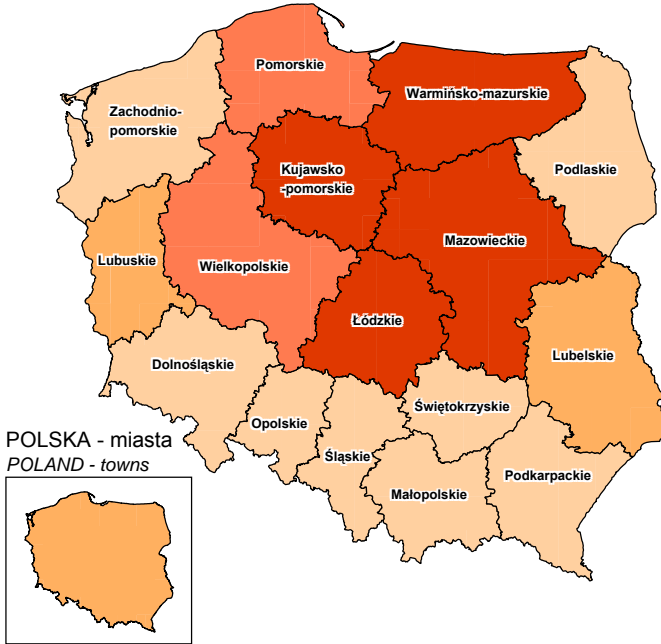 Pomorskie
Warmińsko-mazurskie
Zachodnio-
pomorskie
Kujawsko
-pomorskie
Podlaskie
Mazowieckie
Lubuskie
Wielkopolskie
Łódzkie
Lubelskie
Dolnośląskie
Opolskie
Świętokrzyskie
Śląskie
Podkarpackie
Małopolskie
POLSKA - miasta
POLAND - towns